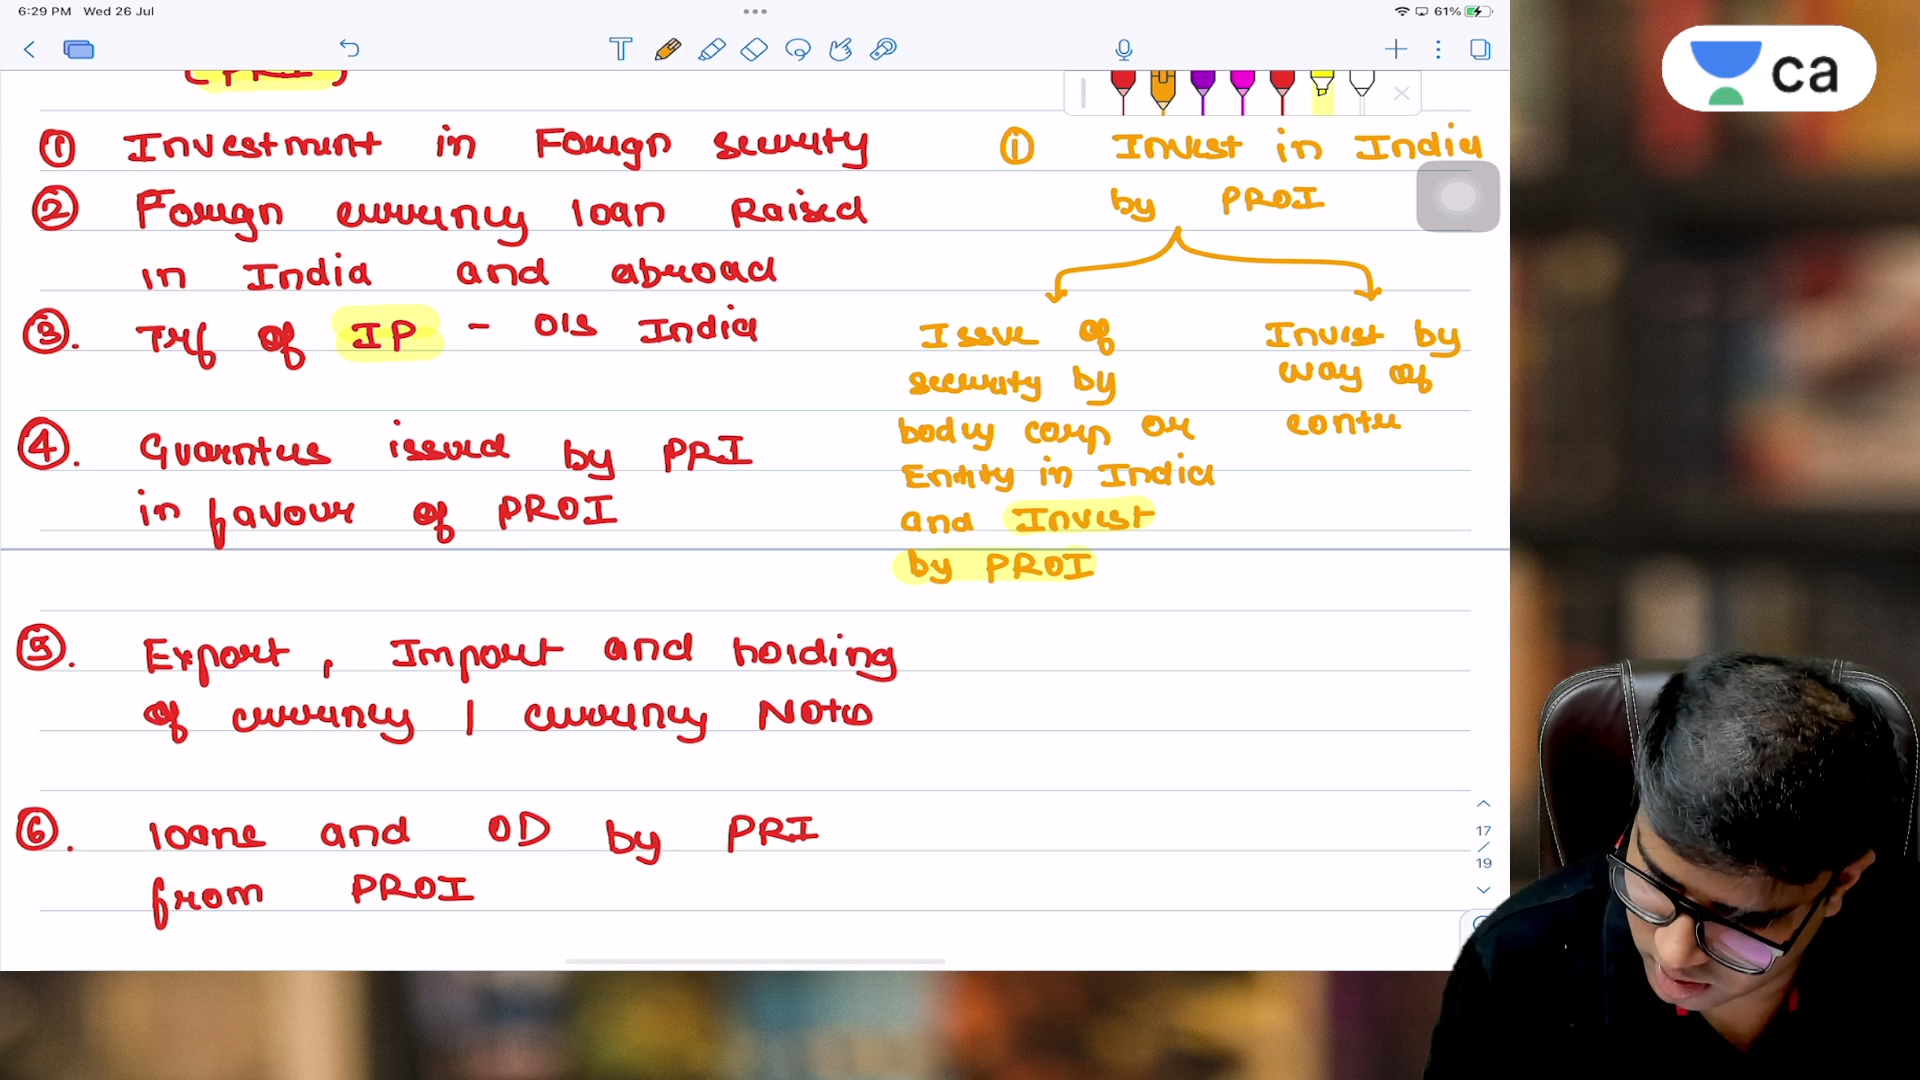 6:29 PM Wed 26 Jul
61%
ca
(PRI)
① Investment in Foreign security
② Foreign currency loan Raised
in India and abroad
③. Trf of IP - O/S India
④. Guarntees issued by PRI
in favour of PROI
⑤. Export, Import and holding
of currency | currency Notes
⑥. loans and OD by PRI
from PROI
① Invest in India
by PROI
Issue of
security by
body corp or
Entity in India
and Invest
by PROI
Invest by
way of
contri
17
/
19